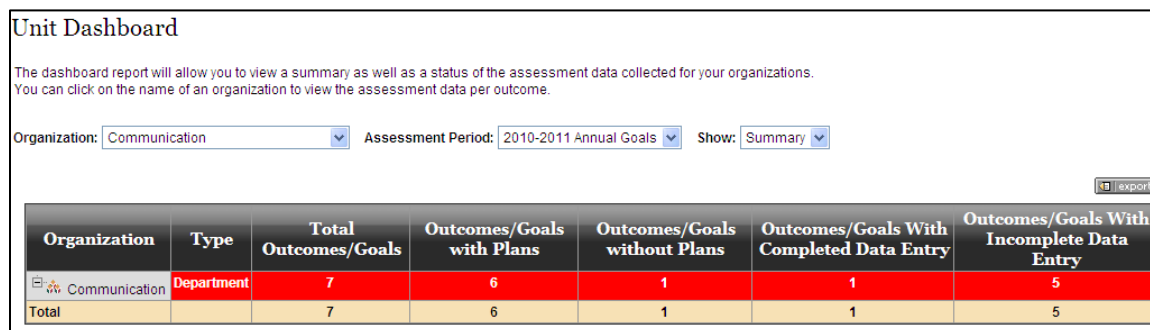 Unit Dashboard
The dashboard report will allow you to view a summary as well as a status of the assessment data collected for your organizations.
You can click on the name of an organization to view the assessment data per outcome.
Organization: Communication Assessment Period: 2010-2011 Annual Goals Show: Summary
export
Organization Type Total Outcomes/Goals Outcomes/Goals with Plans Outcomes/Goals without Plans Outcomes/Goals With Completed Data Entry Outcomes/Goals With Incomplete Data Entry
Communication Department 7 6 1 1 5
Total 7 6 1 1 5